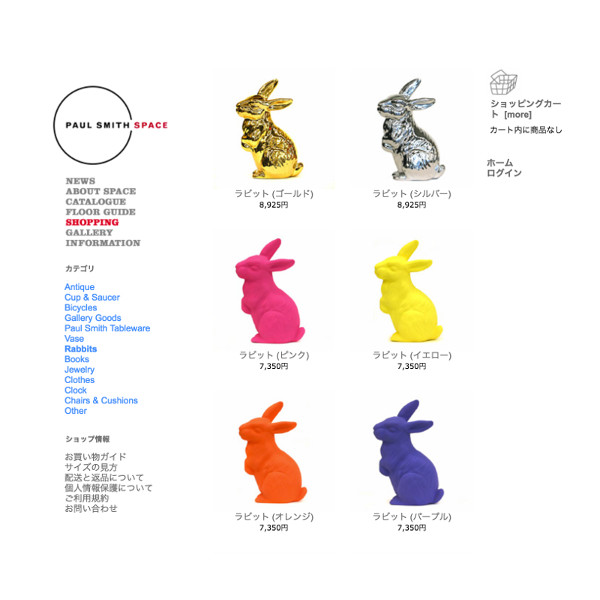 PAUL SMITH SPACE
NEWS
ABOUT SPACE
CATALOGUE
FLOOR GUIDE
SHOPPING
GALLERY
INFORMATION
カテゴリ
Antique
Cup & Saucer
Bicycles
Gallery Goods
Paul Smith Tableware
Vase
Rabbits
Books
Jewelry
Clothes
Clock
Chairs & Cushions
Other
ショップ情報
お買い物ガイド
サイズの見方
配送と返品について
個人情報保護について
ご利用規約
お問い合わせ
ラビット (ゴールド)
8,925円
ラビット (シルバー)
8,925円
ラビット (ピンク)
7,350円
ラビット (イエロー)
7,350円
ラビット (オレンジ)
7,350円
ラビット (パープル)
7,350円
ショッピングカー
ト [more]
カート内に商品なし
ホーム
ログイン